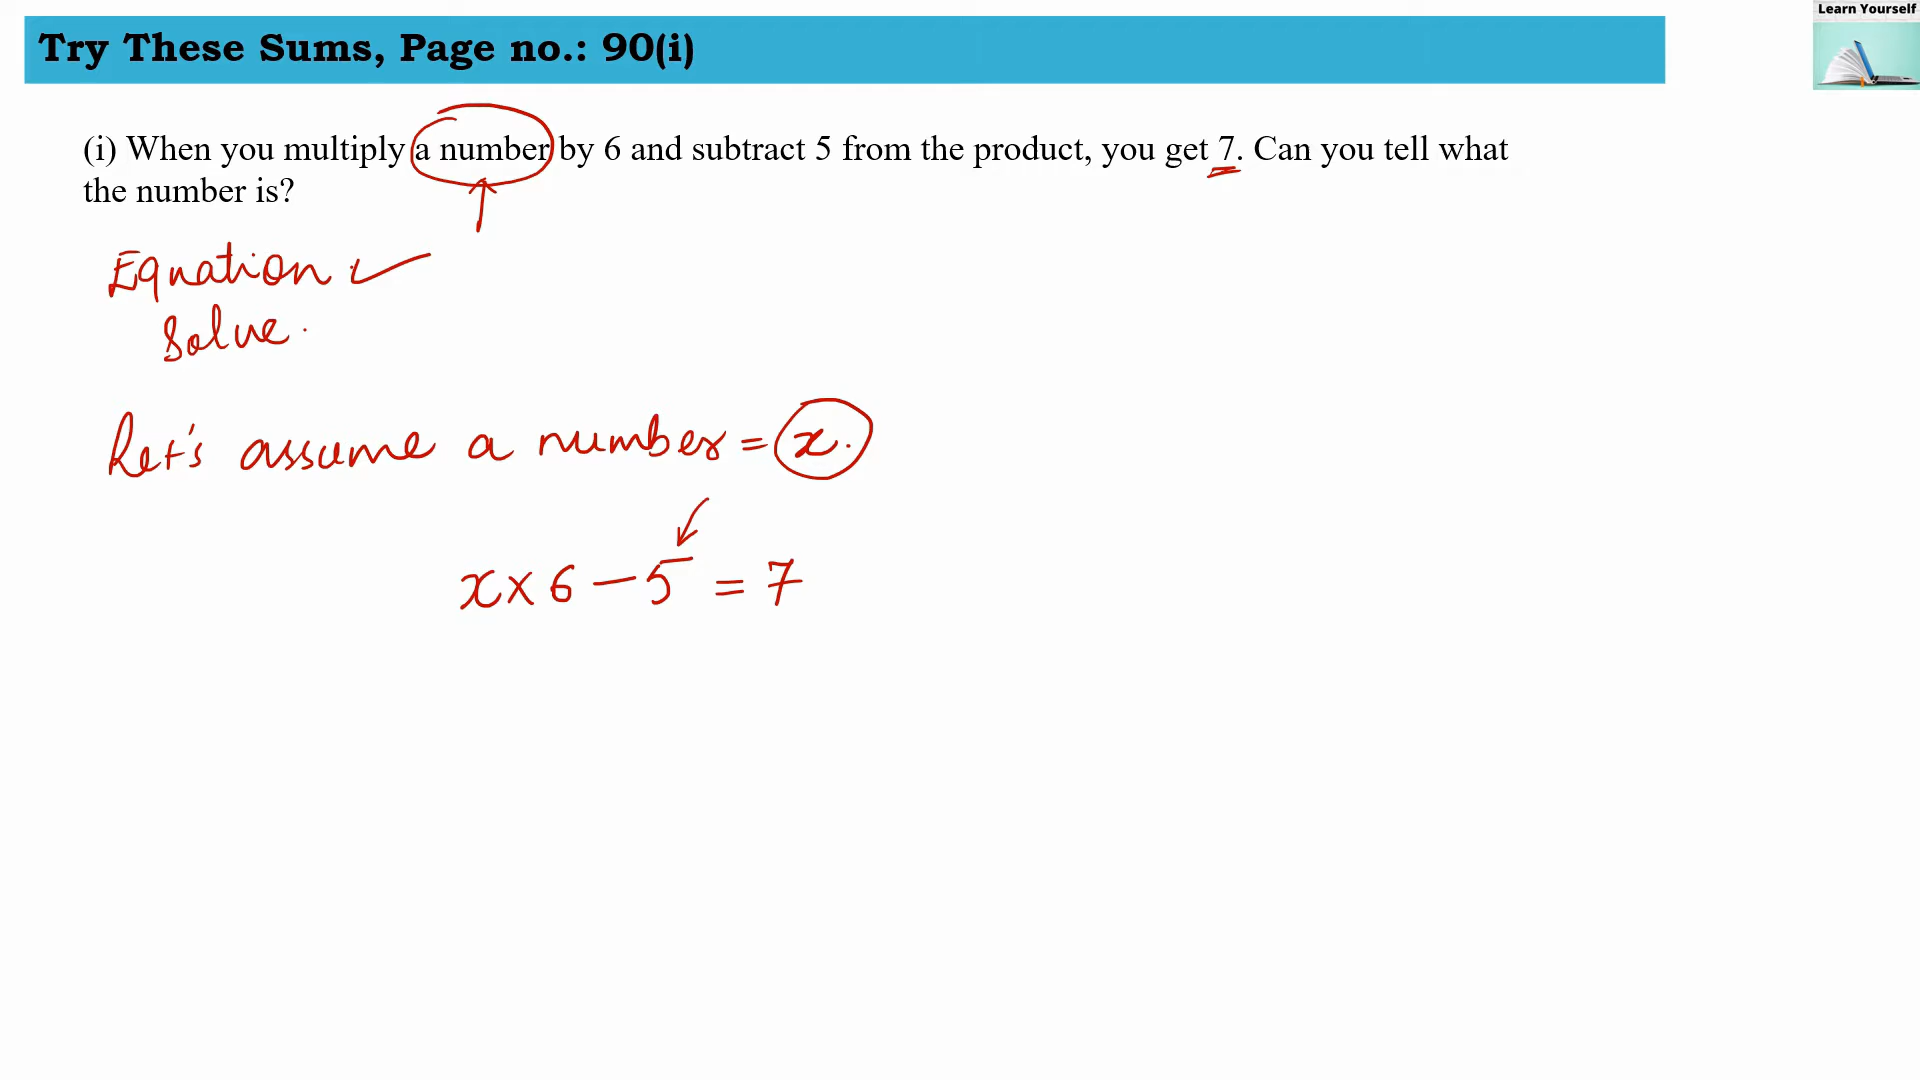 Learn Yourself
Try These Sums, Page no.: 90(i)
(i) When you multiply a number by 6 and subtract 5 from the product, you get 7. Can you tell what
the number is?
Equation ✓
Solve.
Let's assume a number = x.
x × 6 − 5 = 7